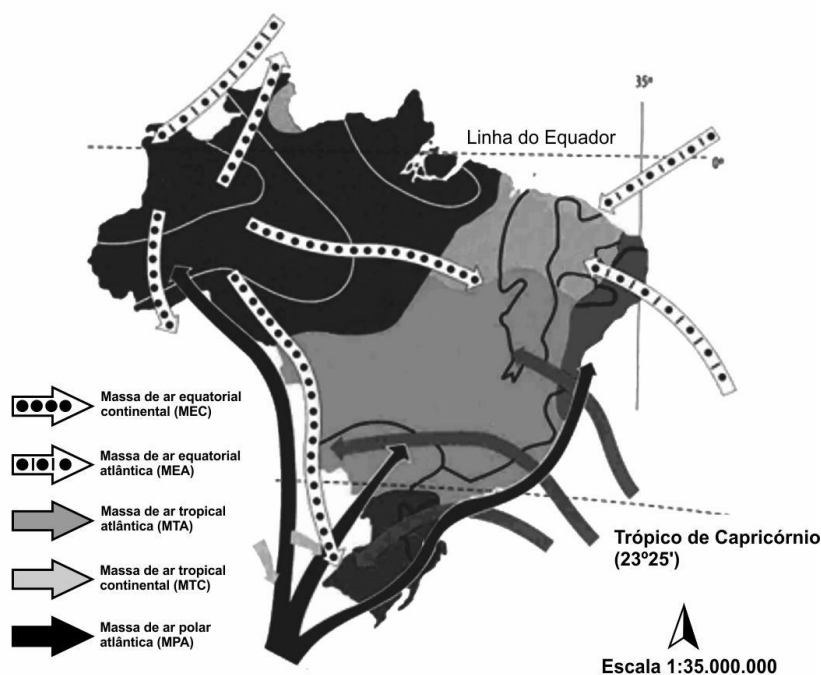 35º
Linha do Equador
0º
Massa de ar equatorial
continental (MEC)
Massa de ar equatorial
atlântica (MEA)
Massa de ar tropical
atlântica (MTA)
Massa de ar tropical
continental (MTC)
Massa de ar polar
atlântica (MPA)
Trópico de Capricórnio
(23º25')
Escala 1:35.000.000